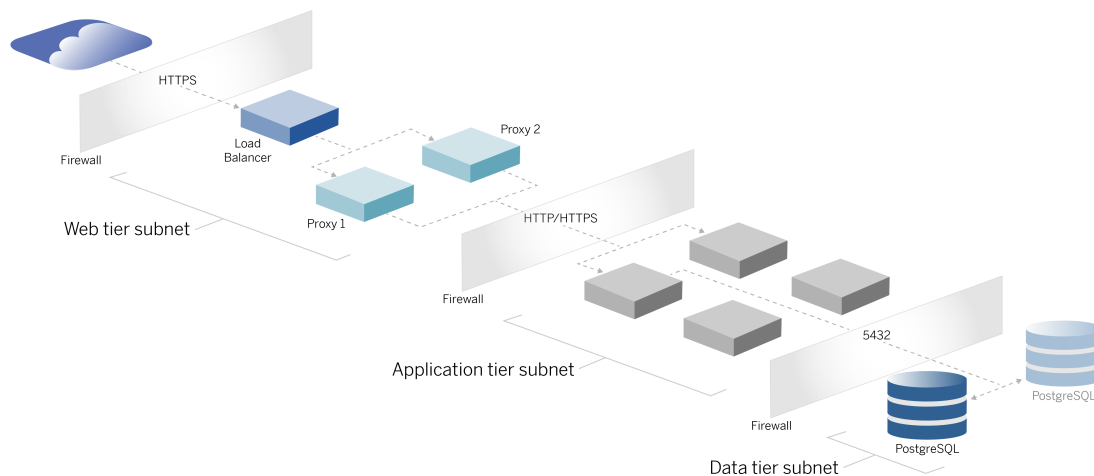 HTTPS
Load
Balancer
Proxy 2
Firewall
Proxy 1
Web tier subnet
HTTP/HTTPS
Firewall
Application tier subnet
5432
PostgreSQL
Firewall
PostgreSQL
Data tier subnet